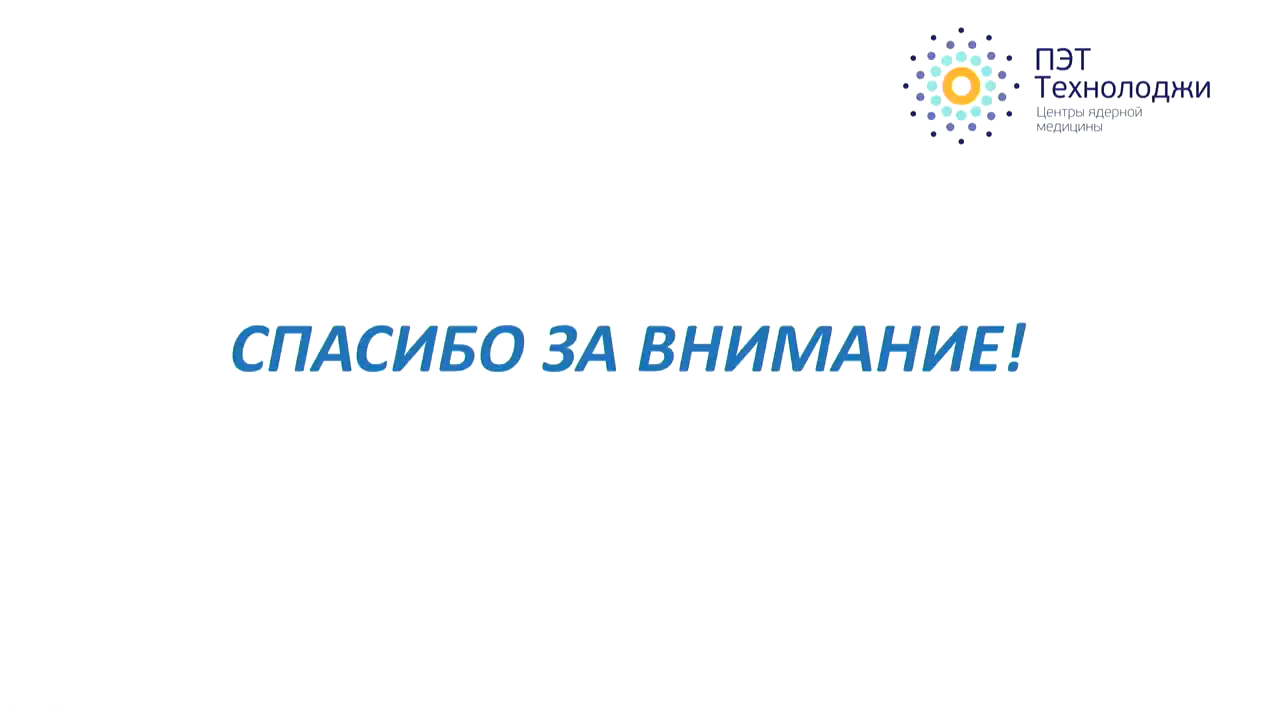 ПЭТ
Технолоджи
Центры ядерной
медицины
СПАСИБО ЗА ВНИМАНИЕ!